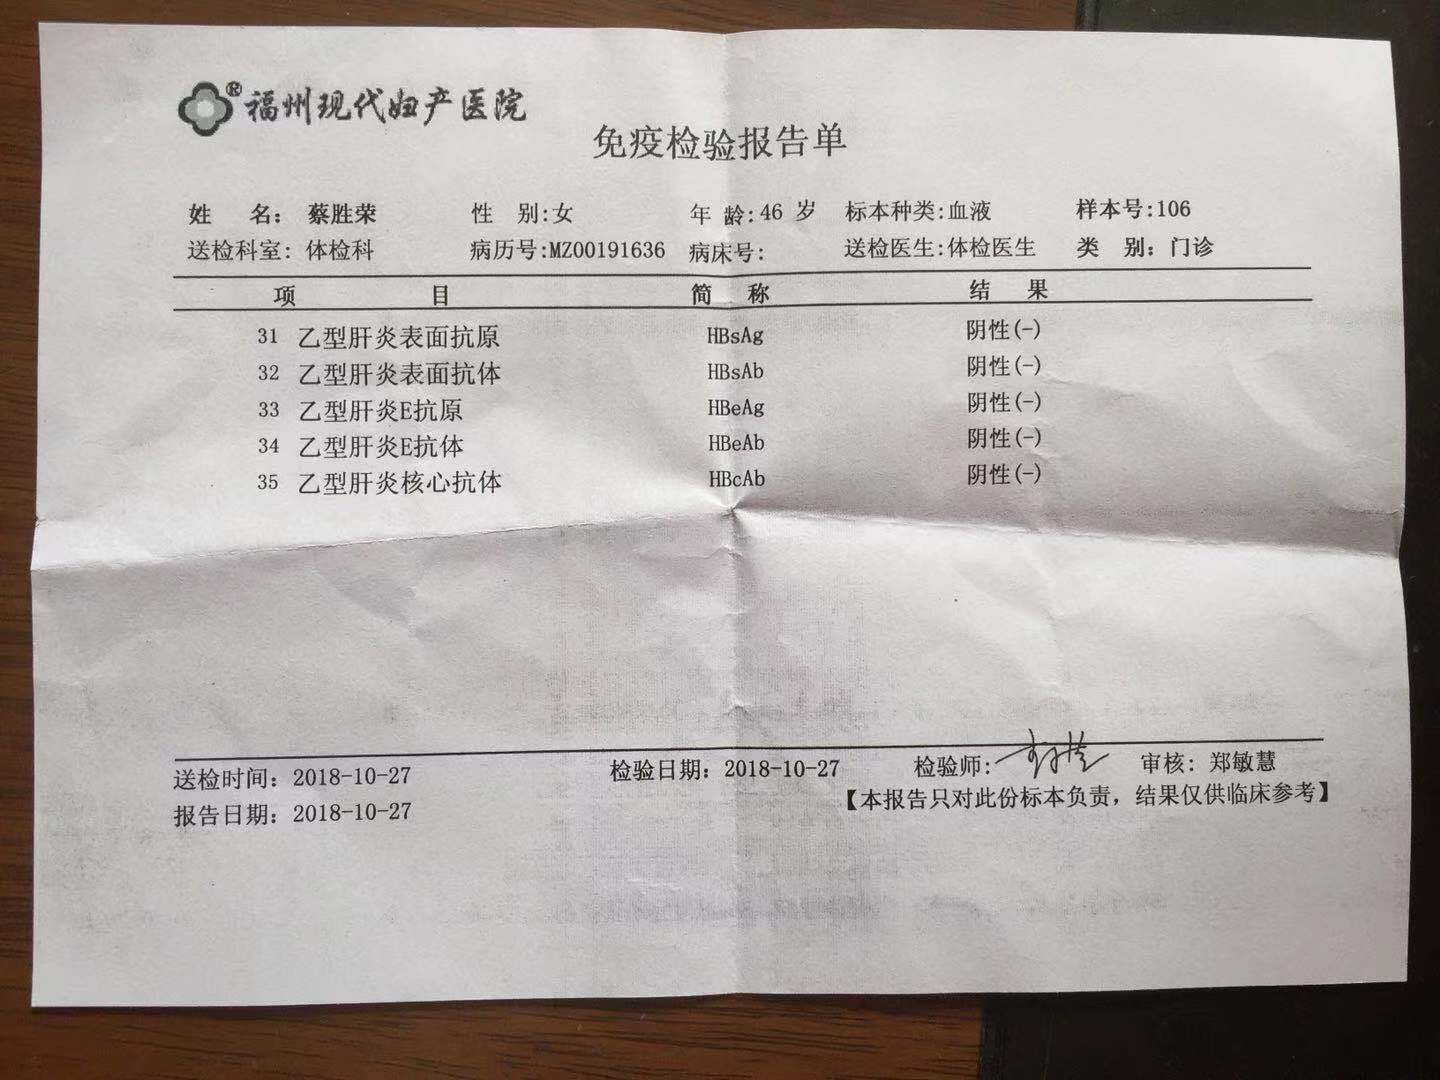 福州现代妇产医院
免疫检验报告单
姓 名： 蔡胜荣 性 别:女 年 龄:46 岁 标本种类:血液 样本号:106
送检科室: 体检科 病历号:MZ00191636 病床号: 送检医生:体检医生 类 别: 门诊
项 目 简 称 结 果
31 乙型肝炎表面抗原 HBsAg 阴性(-)
32 乙型肝炎表面抗体 HBsAb 阴性(-)
33 乙型肝炎E抗原 HBeAg 阴性(-)
34 乙型肝炎E抗体 HBeAb 阴性(-)
35 乙型肝炎核心抗体 HBcAb 阴性(-)
送检时间: 2018-10-27 检验日期: 2018-10-27 检验师: 审核: 郑敏慧
报告日期: 2018-10-27 【本报告只对此份标本负责，结果仅供临床参考】